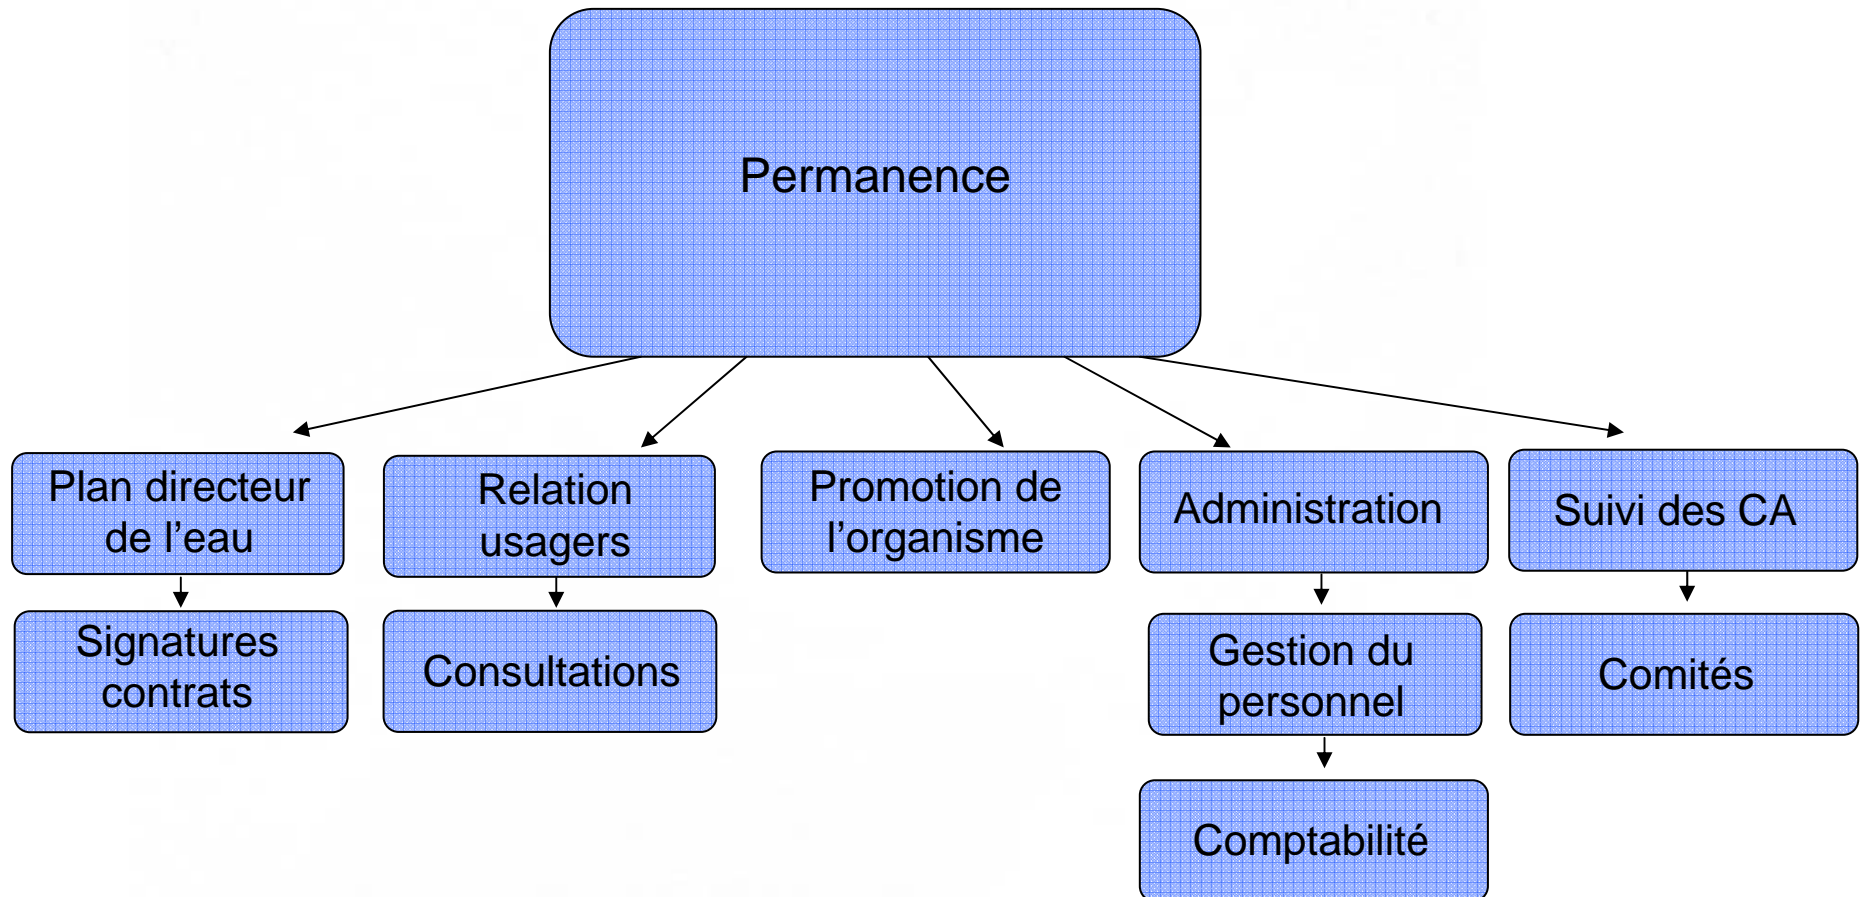 Permanence
Plan directeur
de l’eau
Relation
usagers
Promotion de
l’organisme
Administration
Suivi des CA
Signatures
contrats
Consultations
Gestion du
personnel
Comités
Comptabilité